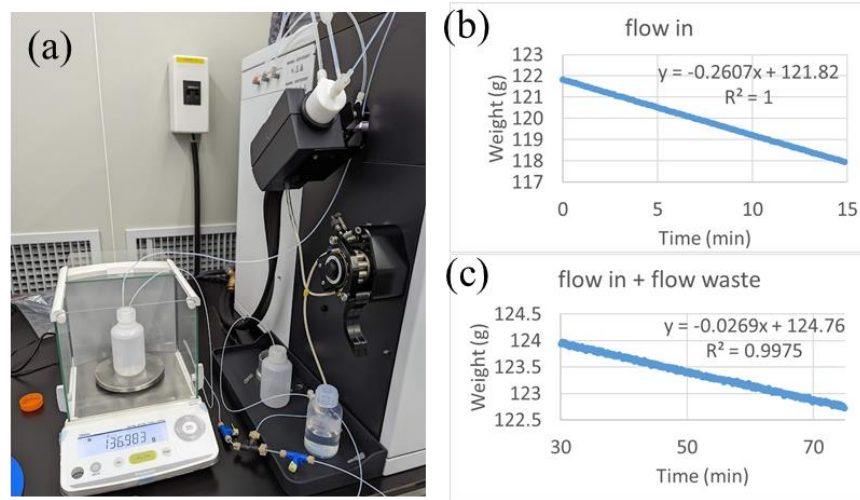 (a)
136.983 g
(b)
flow in
y = -0.2607x + 121.82
R² = 1
Weight (g)
123
122
121
120
119
118
117
0
5
10
15
Time (min)
(c)
flow in + flow waste
y = -0.0269x + 124.76
R² = 0.9975
Weight (g)
124.5
124
123.5
123
122.5
30
50
70
Time (min)